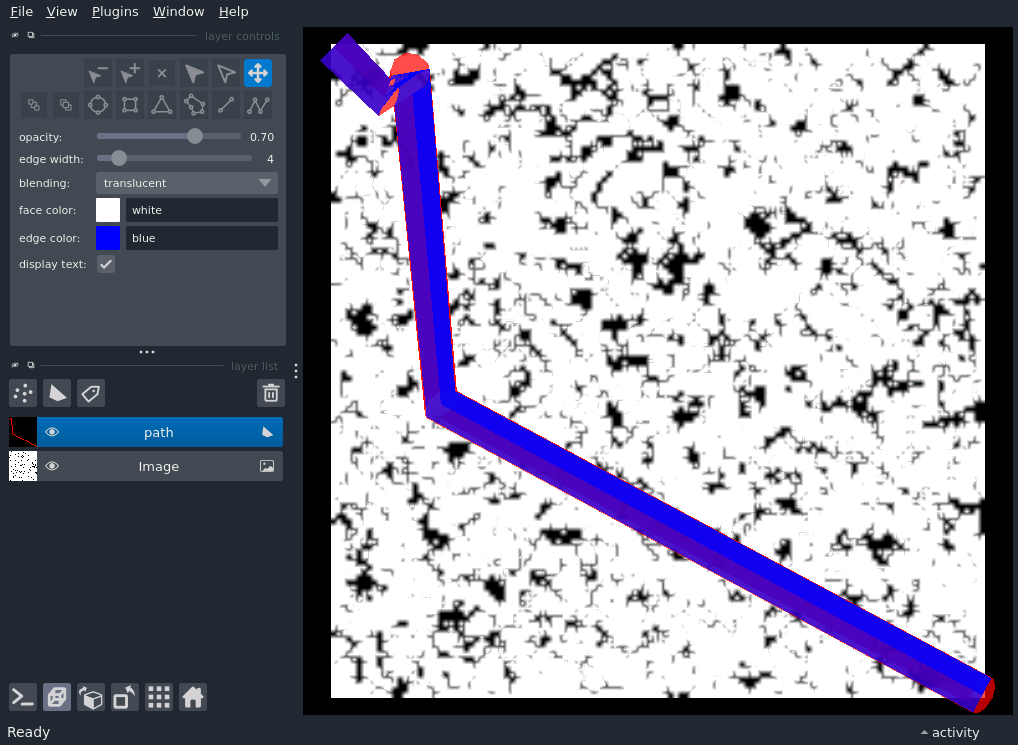 File View Plugins Window Help
layer controls
opacity: 0.70
edge width: 4
blending: translucent
face color: white
edge color: blue
display text:
layer list
path
Image
Ready activity